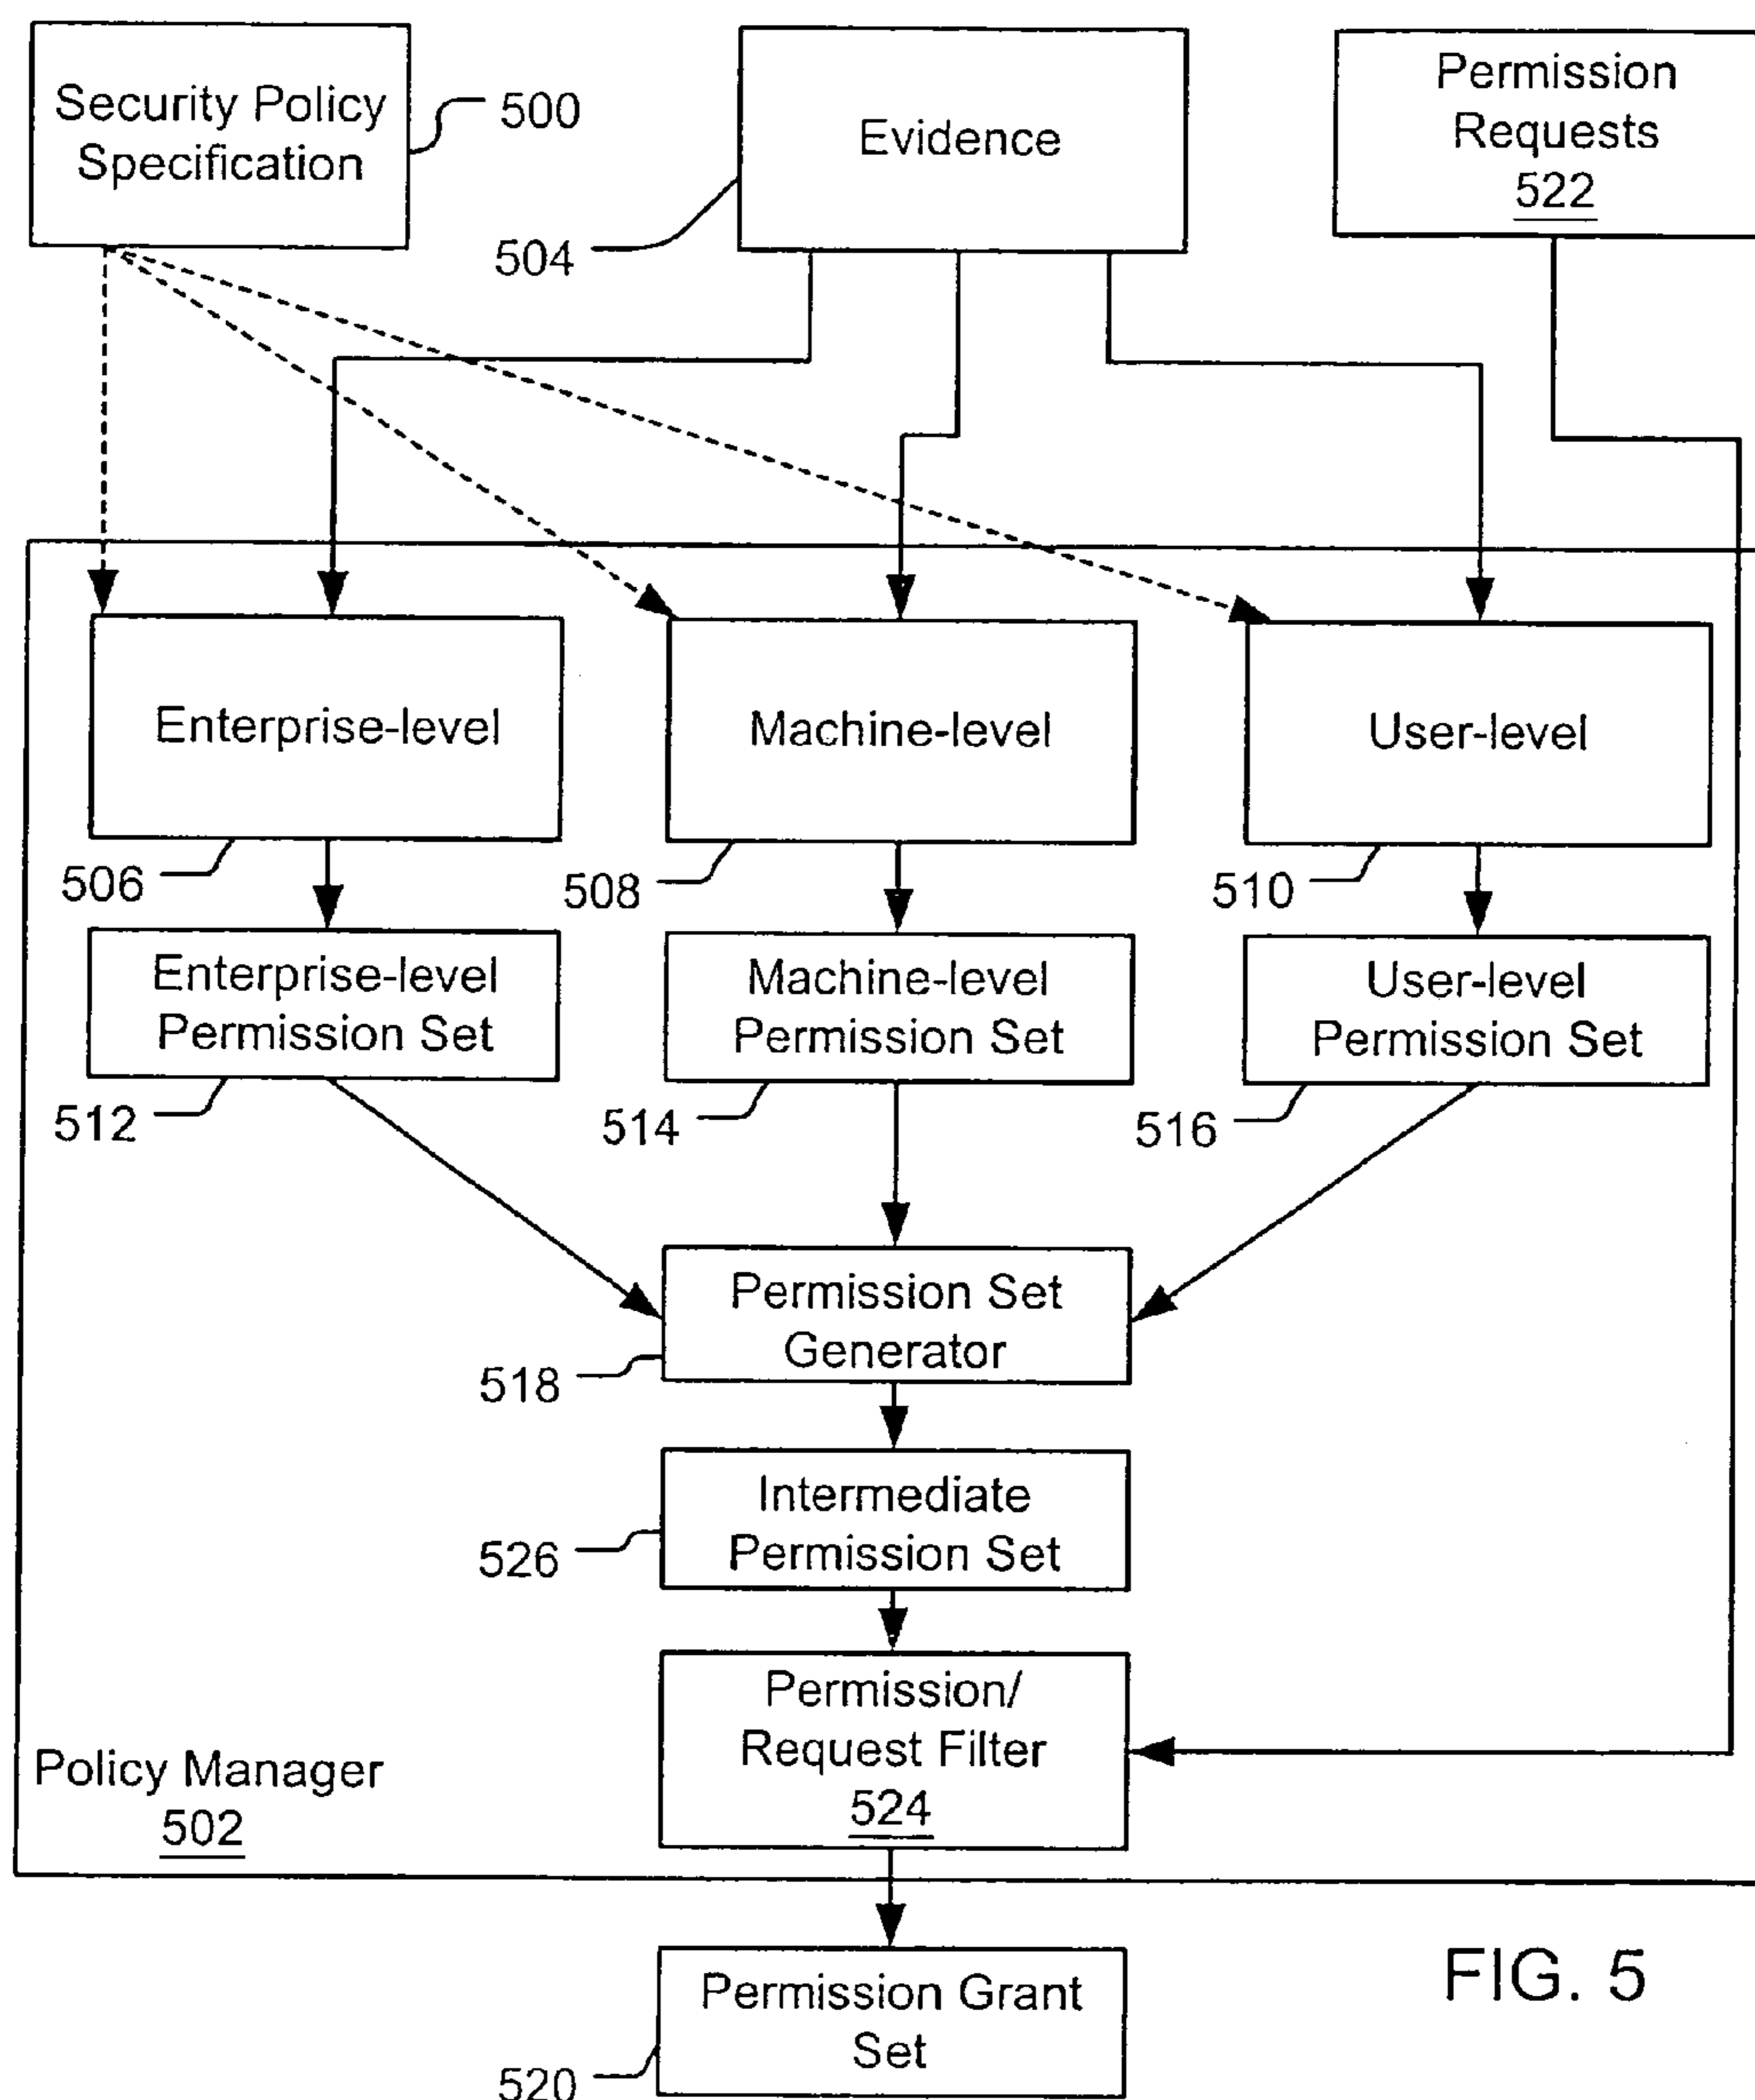 Security Policy
Specification
500
Evidence
504
Permission
Requests
522
Enterprise-level
506
Machine-level
508
User-level
510
Enterprise-level
Permission Set
512
Machine-level
Permission Set
514
User-level
Permission Set
516
Permission Set
Generator
518
Intermediate
Permission Set
526
Permission/
Request Filter
524
Policy Manager
502
Permission Grant
Set
520
FIG. 5